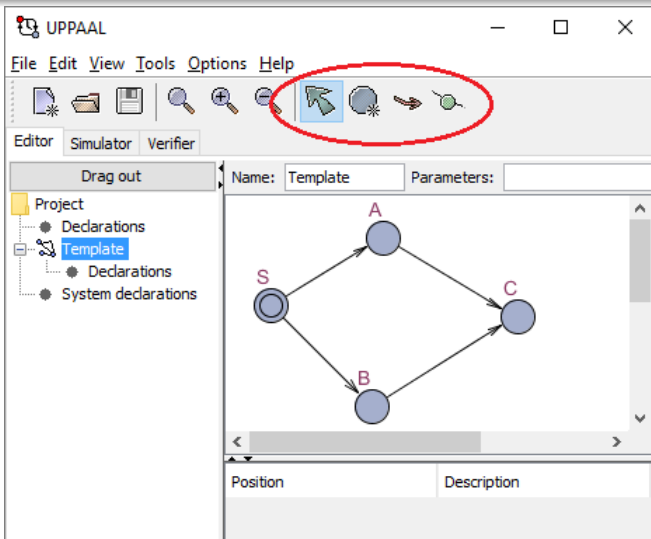 UPPAAL
File Edit View Tools Options Help
Editor Simulator Verifier
Drag out
Name: Template Parameters:
Project
Declarations
Template
Declarations
System declarations
A
S
C
B
Position Description